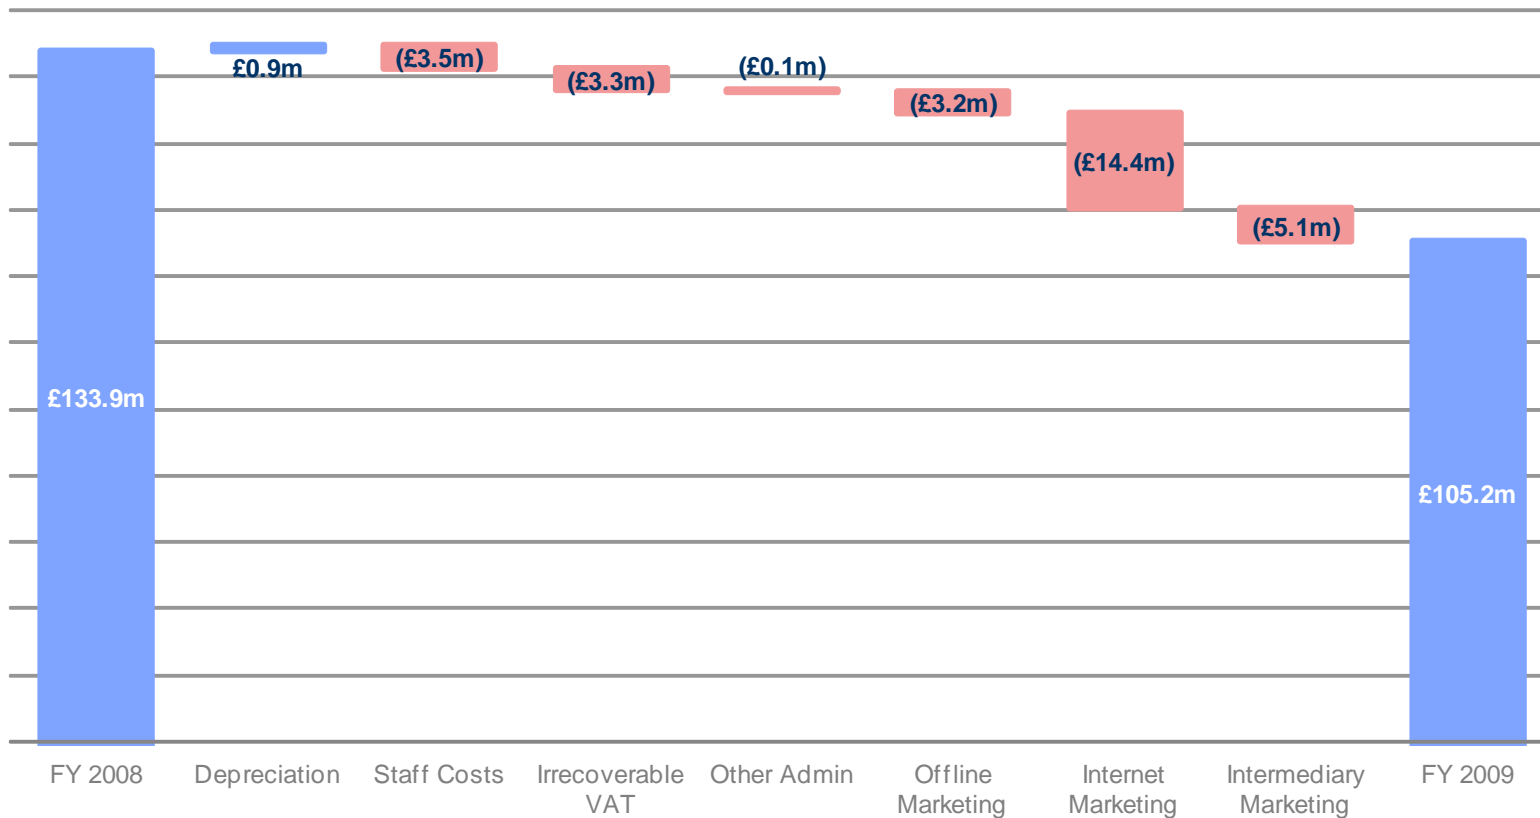 £133.9m
£0.9m
(£3.5m)
(£3.3m)
(£0.1m)
(£3.2m)
(£14.4m)
(£5.1m)
£105.2m
FY 2008
Depreciation
Staff Costs
Irrecoverable
VAT
Other Admin
Offline
Marketing
Internet
Marketing
Intermediary
Marketing
FY 2009